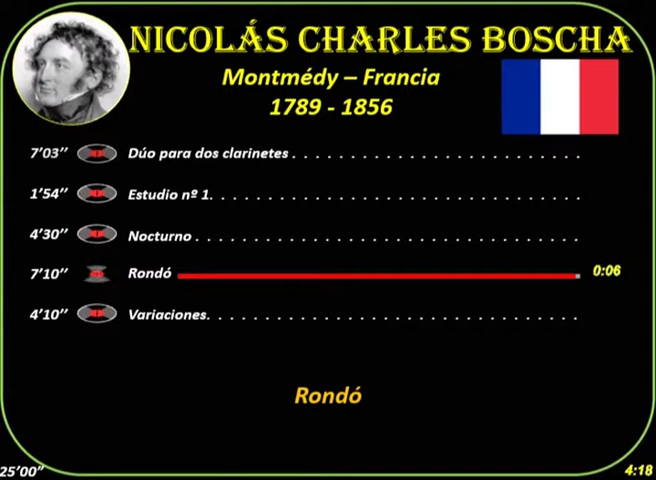 NICOLÁS CHARLES BOSCHA
Montmédy – Francia
1789 - 1856
7’03’’ Dúo para dos clarinetes . . . . . . . . . . . . . . . . . . . . . . . .
1’54’’ Estudio nº 1. . . . . . . . . . . . . . . . . . . . . . . . . . . . . . .
4’30’’ Nocturno . . . . . . . . . . . . . . . . . . . . . . . . . . . . . . . .
7’10’’ Rondó 0:06
4’10’’ Variaciones. . . . . . . . . . . . . . . . . . . . . . . . . . . . . . .
Rondó
25’00’’ 4:18